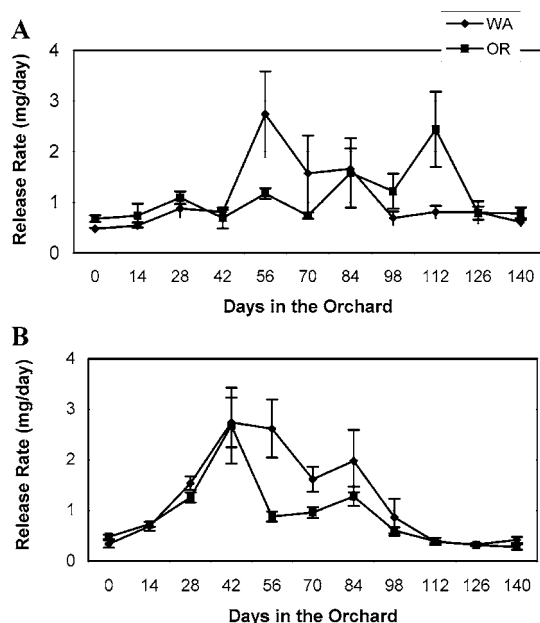 A
WA
OR
Release Rate (mg/day)
4
3
2
1
0
0 14 28 42 56 70 84 98 112 126 140
Days in the Orchard
B
Release Rate (mg/day)
4
3
2
1
0
0 14 28 42 56 70 84 98 112 126 140
Days in the Orchard